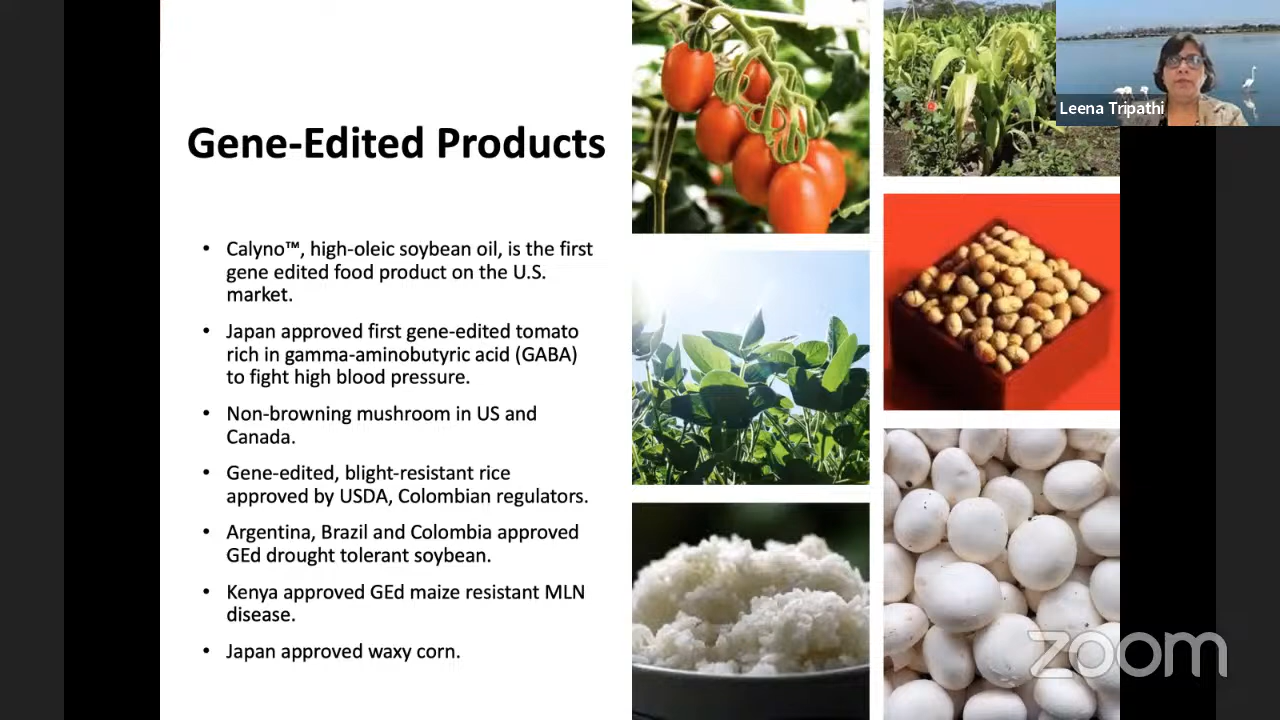 Leena Tripathi
Gene-Edited Products
• Calyno™, high-oleic soybean oil, is the first
gene edited food product on the U.S.
market.
• Japan approved first gene-edited tomato
rich in gamma-aminobutyric acid (GABA)
to fight high blood pressure.
• Non-browning mushroom in US and
Canada.
• Gene-edited, blight-resistant rice
approved by USDA, Colombian regulators.
• Argentina, Brazil and Colombia approved
GEd drought tolerant soybean.
• Kenya approved GEd maize resistant MLN
disease.
• Japan approved waxy corn.
zoom